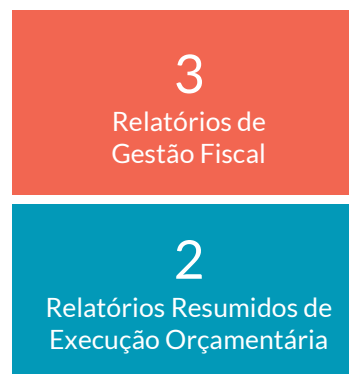 3
Relatórios de
Gestão Fiscal
2
Relatórios Resumidos de
Execução Orçamentária